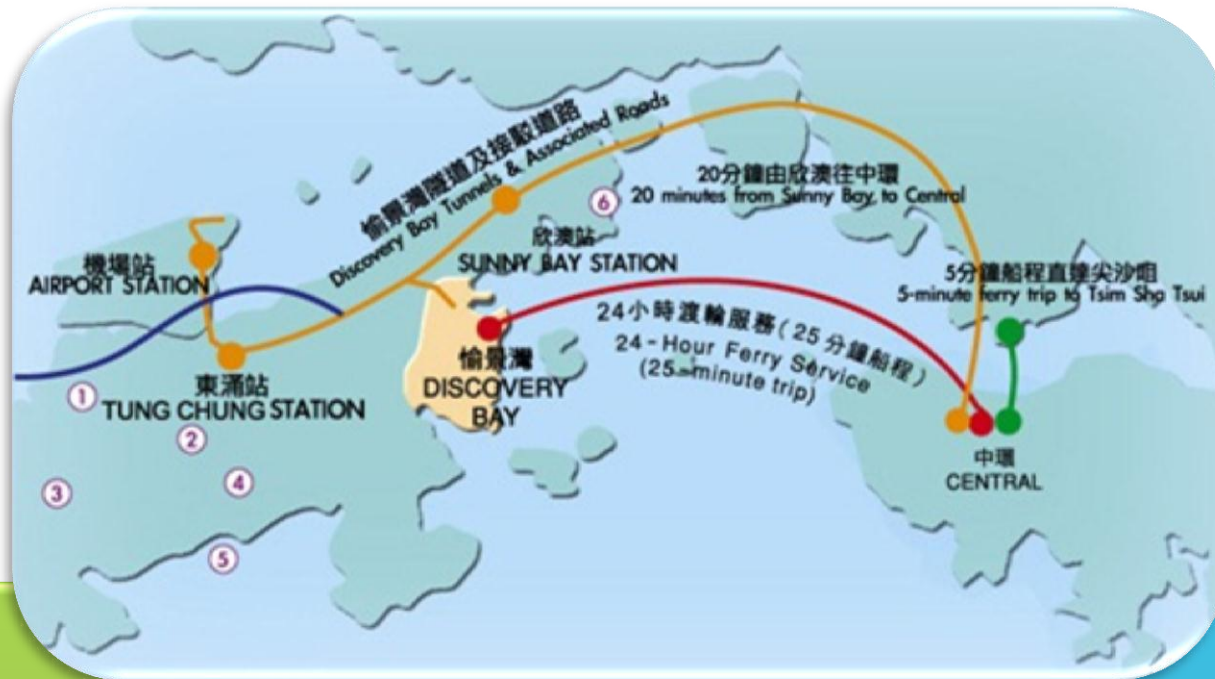 愉景灣隧道及接駁道路
Discovery Bay Tunnels & Associated Roads
20分鐘由欣澳往中環
20 minutes from Sunny Bay, to Central
⑥
欣澳站
SUNNY BAY STATION
機場站
AIRPORT STATION
5分鐘船程直達尖沙咀
5-minute ferry trip to Tsim Sha Tsui
24小時渡輪服務(25分鐘船程)
24-Hour Ferry Service
(25-minute trip)
愉景灣
DISCOVERY
BAY
東涌站
TUNG CHUNG STATION
①
②
③
④
⑤
中環
CENTRAL